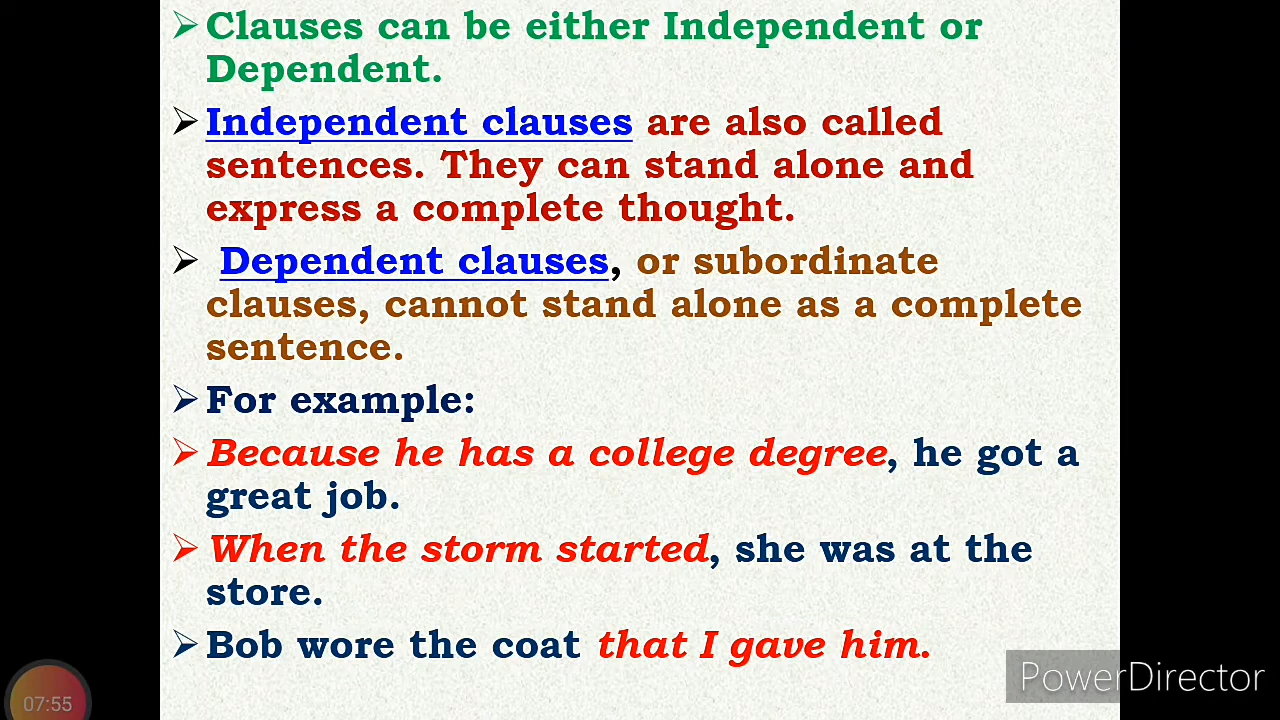 Clauses can be either Independent or
Dependent.
Independent clauses are also called
sentences. They can stand alone and
express a complete thought.
Dependent clauses, or subordinate
clauses, cannot stand alone as a complete
sentence.
For example:
Because he has a college degree, he got a
great job.
When the storm started, she was at the
store.
Bob wore the coat that I gave him.
PowerDirector
07:55